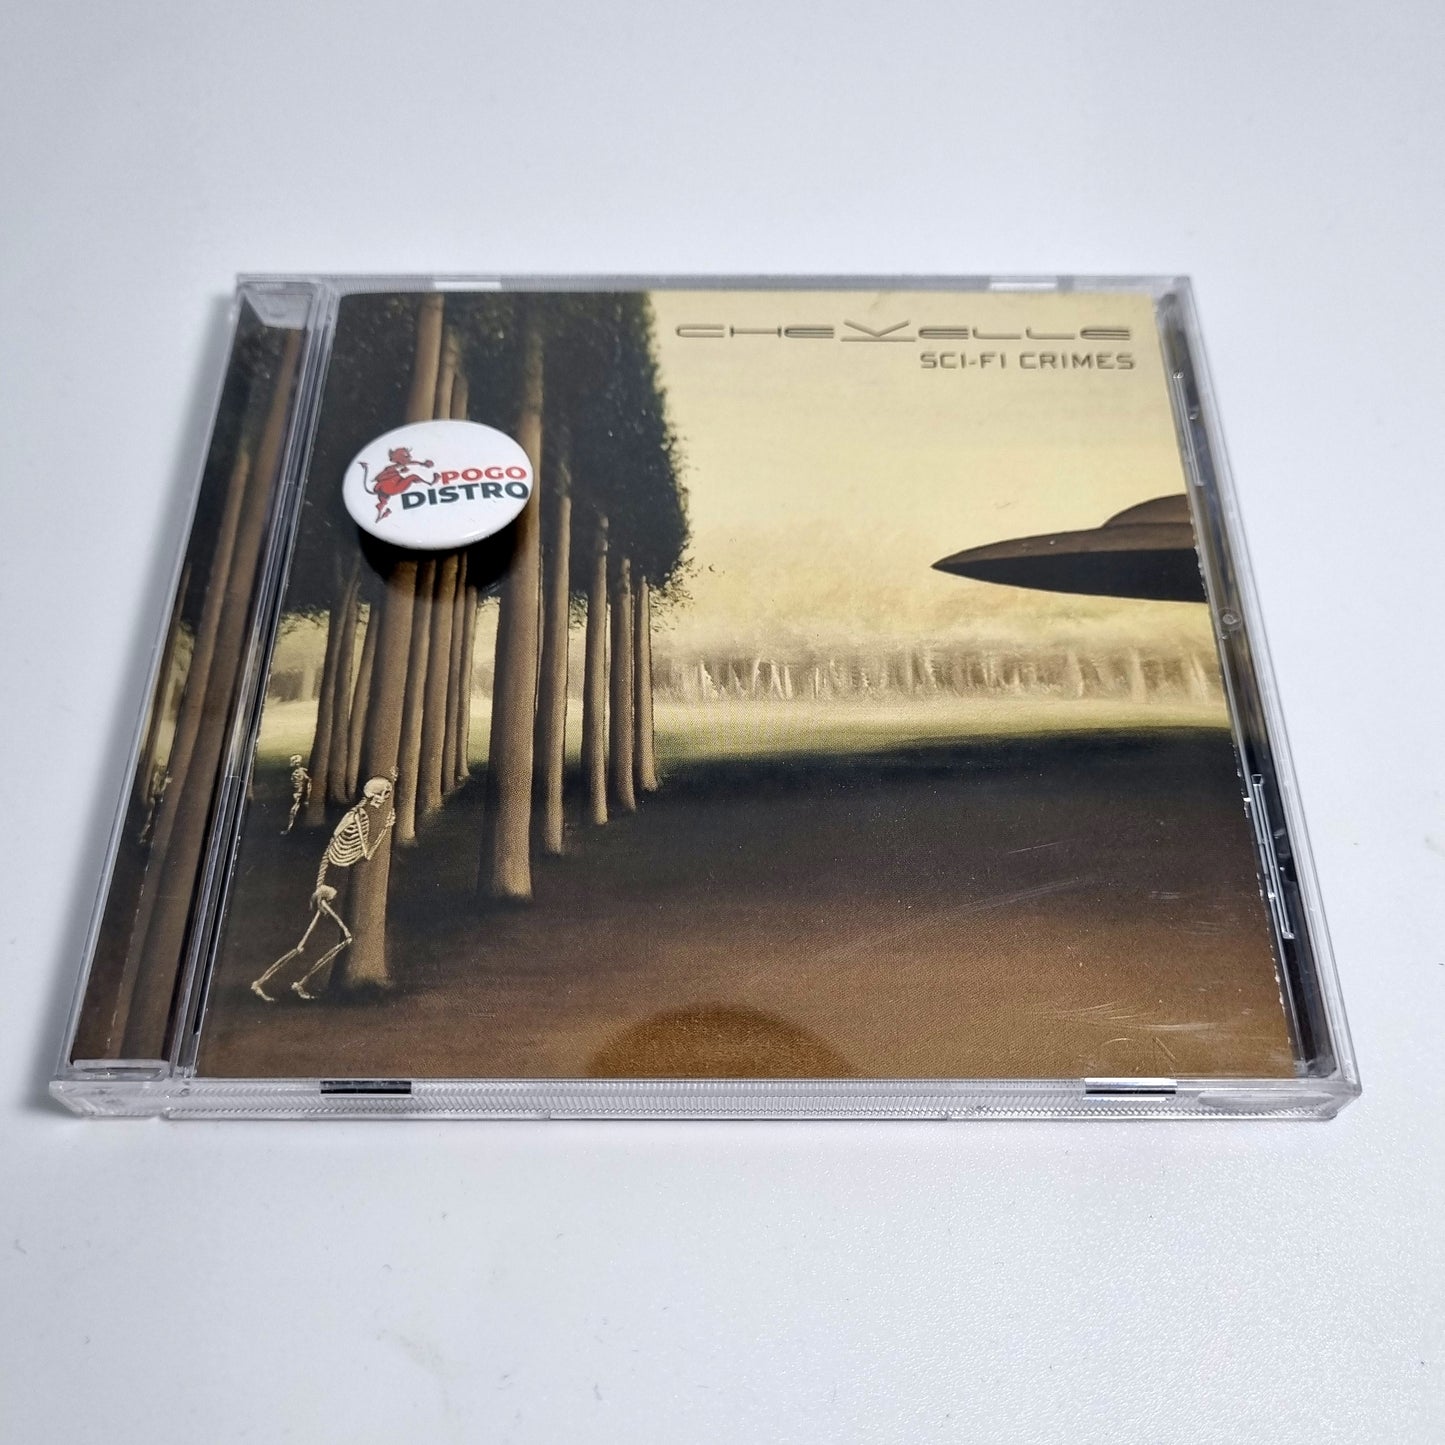 CHEVELLE
SCI-FI CRIMES
POGO
DISTRO